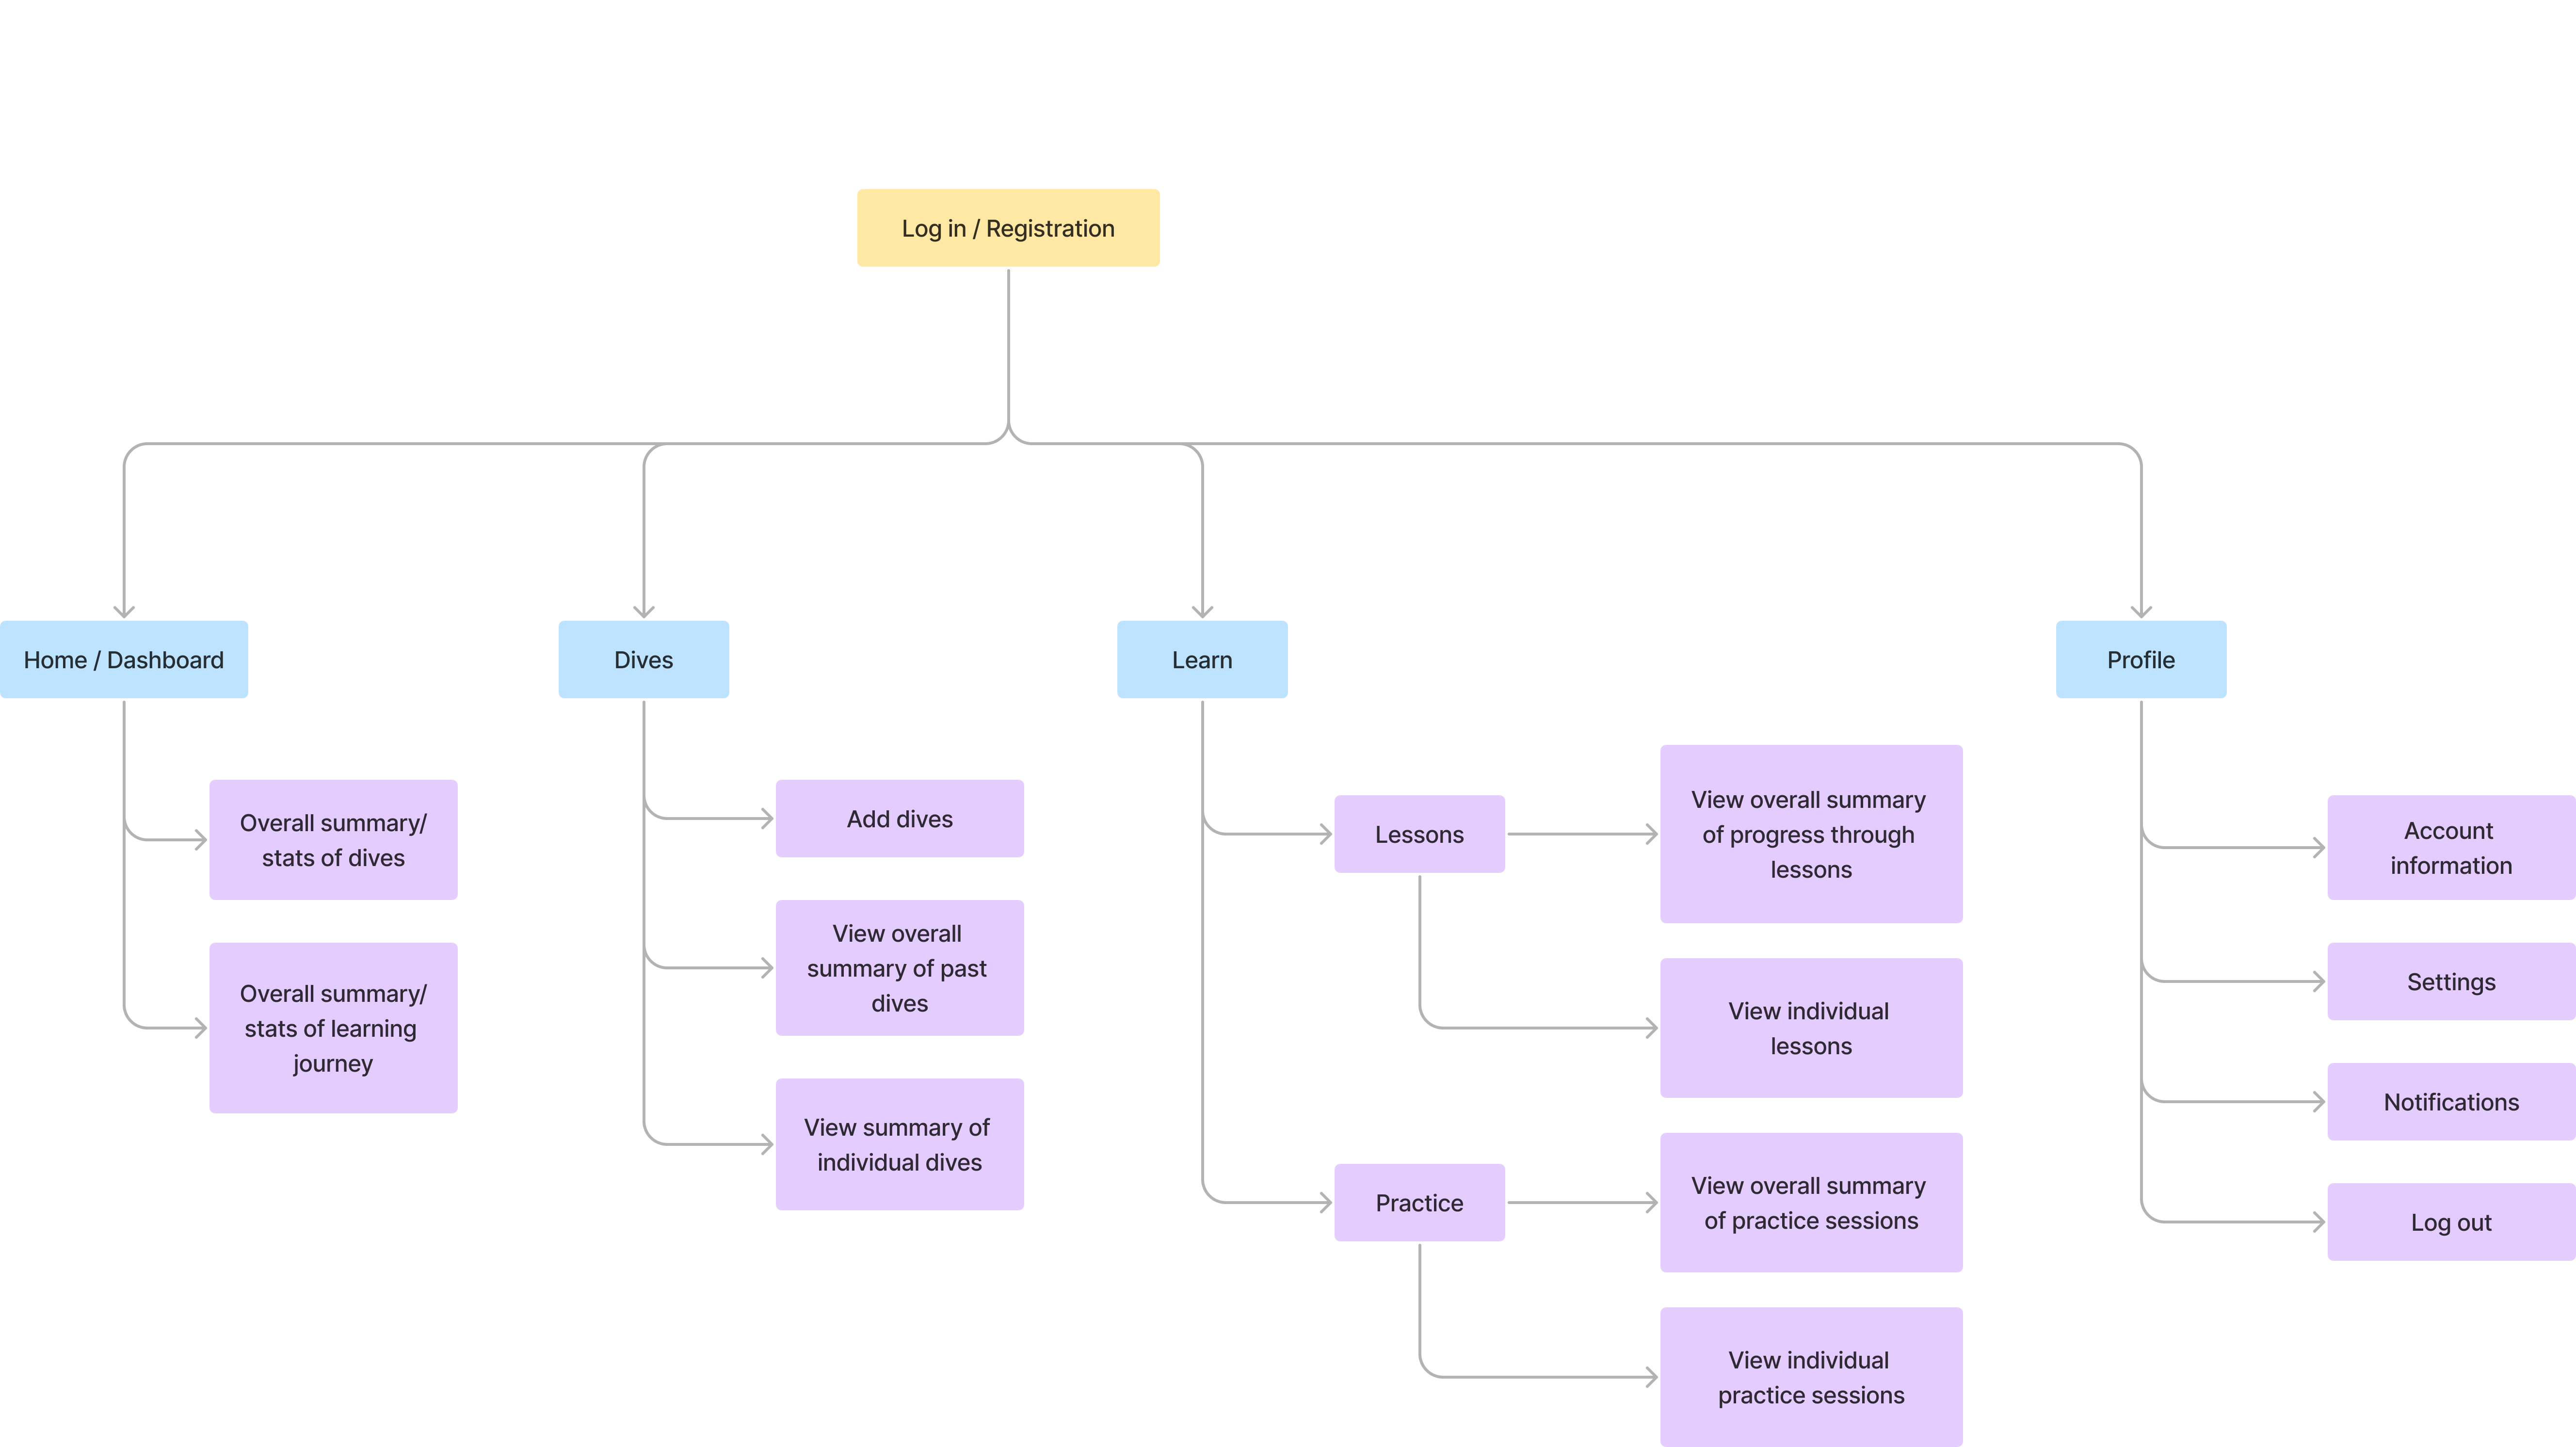 Log in / Registration
Home / Dashboard
Dives
Learn
Profile
Overall summary/
stats of dives
Overall summary/
stats of learning
journey
Add dives
View overall
summary of past
dives
View summary of
individual dives
Lessons
View overall summary
of progress through
lessons
View individual
lessons
Practice
View overall summary
of practice sessions
View individual
practice sessions
Account
information
Settings
Notifications
Log out